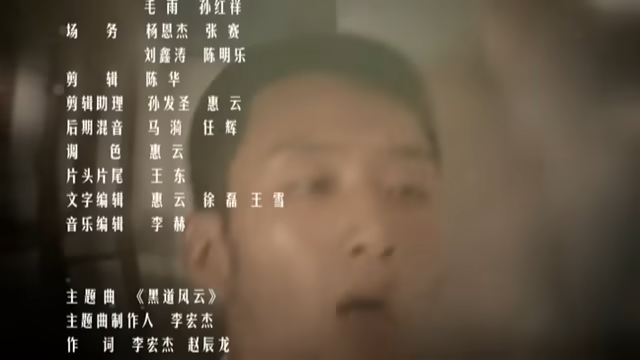 毛 雨 孙红祥
场 务 杨恩杰 张 赛
刘鑫涛 陈明乐
剪 辑 陈 华
剪辑助理 孙发圣 惠 云
后期混音 马 漪 任 辉
调 色 惠 云
片头片尾 王 东
文字编辑 惠 云 徐 磊 王 雪
音乐编辑 李 赫
主 题 曲 《黑道风云》
主题曲制作人 李宏杰
作 词 李宏杰 赵辰龙